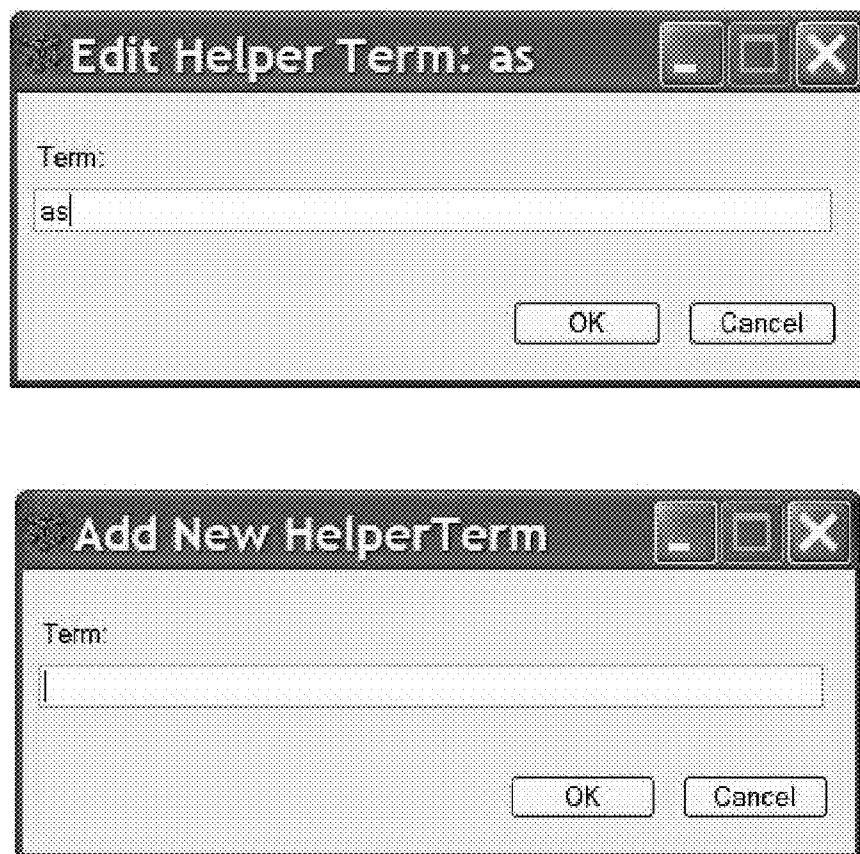 Edit Helper Term: as
Term:
as
OK Cancel
Add New HelperTerm
Term:
OK Cancel